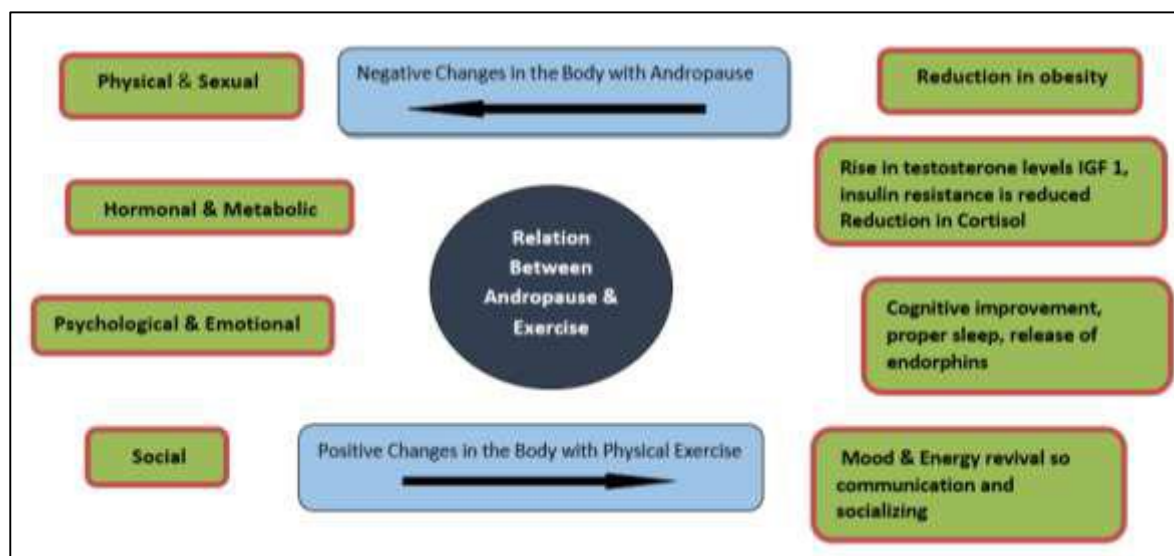 Physical & Sexual
Negative Changes in the Body with Andropause
Reduction in obesity
Hormonal & Metabolic
Rise in testosterone levels IGF 1,
insulin resistance is reduced
Reduction in Cortisol
Relation
Between
Andropause &
Exercise
Psychological & Emotional
Cognitive improvement,
proper sleep, release of
endorphins
Social
Positive Changes in the Body with Physical Exercise
Mood & Energy revival so
communication and
socializing